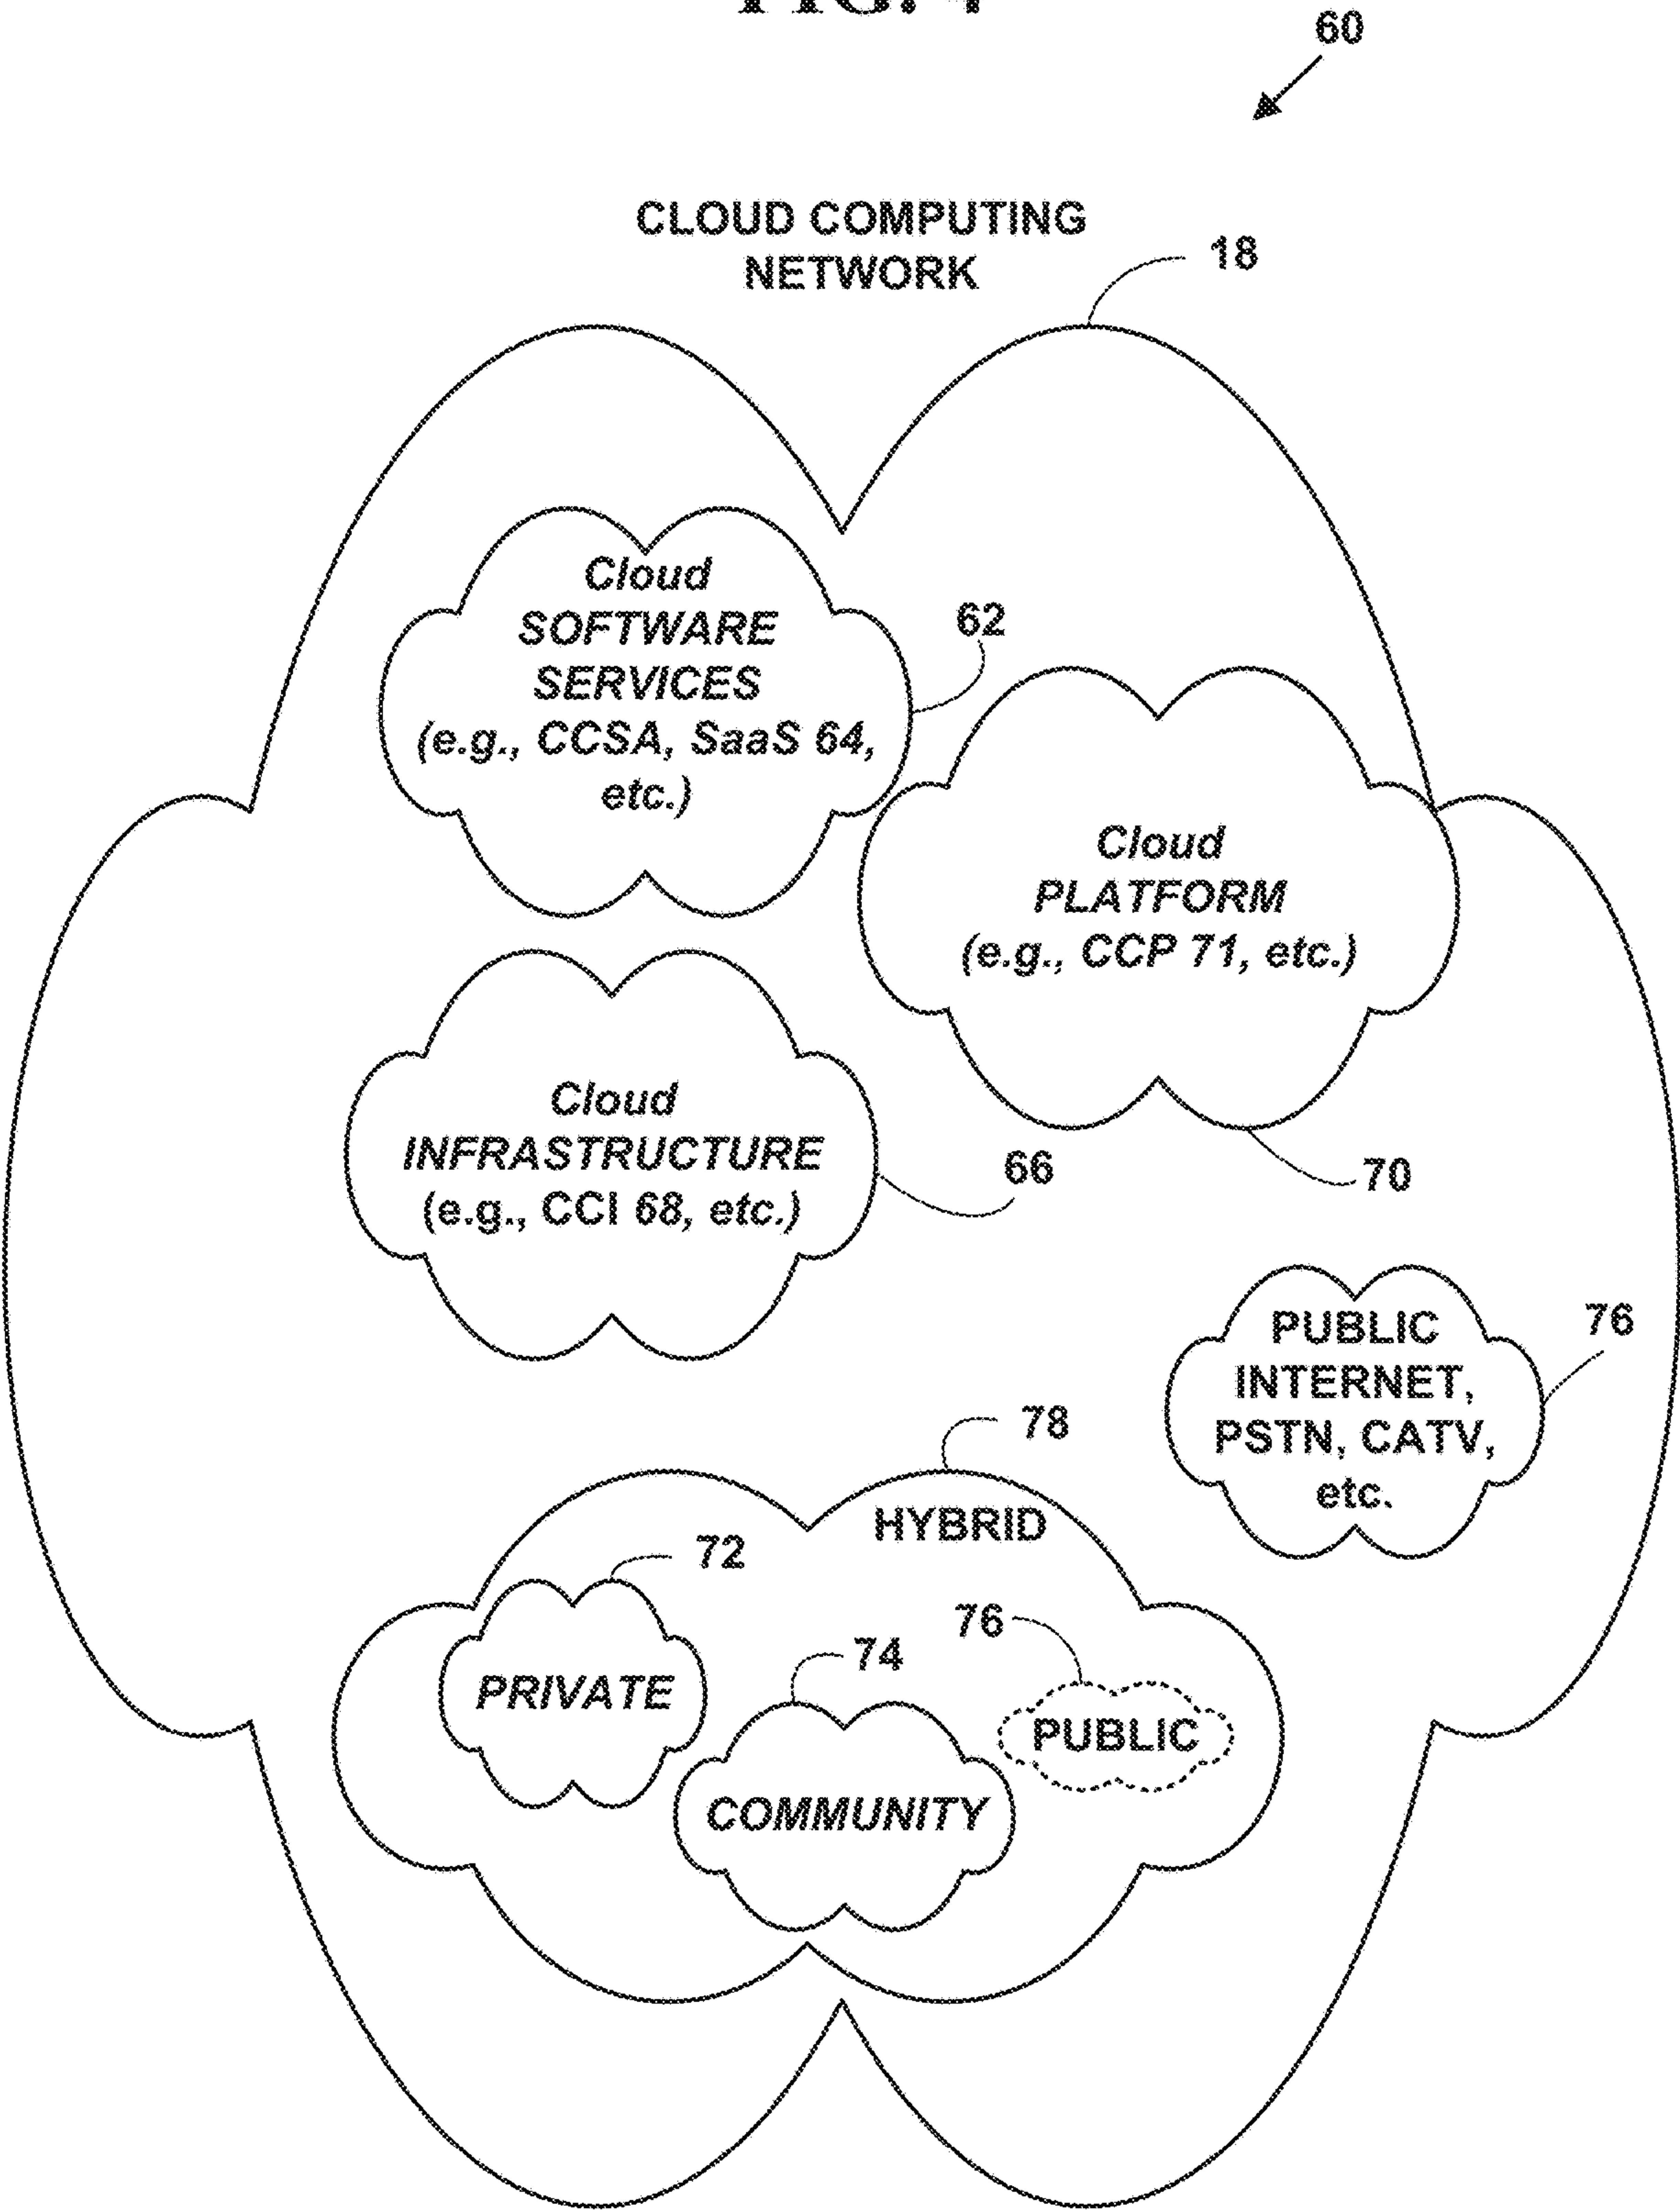 FIG. 4
60
CLOUD COMPUTING
NETWORK
18
Cloud
SOFTWARE
SERVICES
(e.g., CCSA, SaaS 64,
etc.)
62
Cloud
PLATFORM
(e.g., CCP 71, etc.)
70
Cloud
INFRASTRUCTURE
(e.g., CCI 68, etc.)
66
PUBLIC
INTERNET,
PSTN, CATV,
etc.
76
78
HYBRID
72
PRIVATE
74
COMMUNITY
76
PUBLIC